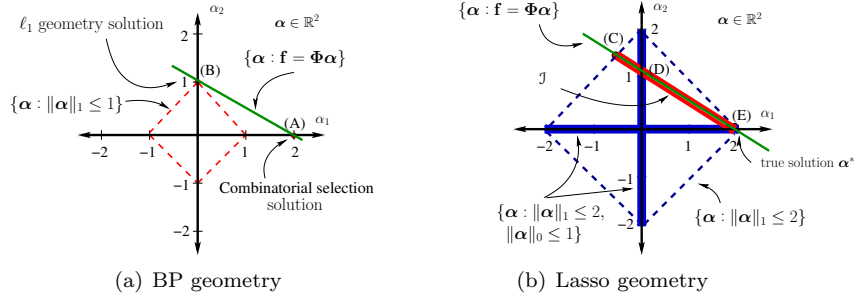 α₂
α ∈ ℝ²
ℓ₁ geometry solution
2
(B)
{α : f = Φα}
1
{α : ‖α‖₁ ≤ 1}
(A)
α₁
−2
−1
1
2
−1
Combinatorial selection
solution
−2
(a) BP geometry
α₂
α ∈ ℝ²
{α : f = Φα}
2
(C)
(D)
1
ℐ
(E)
α₁
−2
−1
1
2
true solution α*
−1
{α : ‖α‖₁ ≤ 2,
‖α‖₀ ≤ 1}
{α : ‖α‖₁ ≤ 2}
−2
(b) Lasso geometry